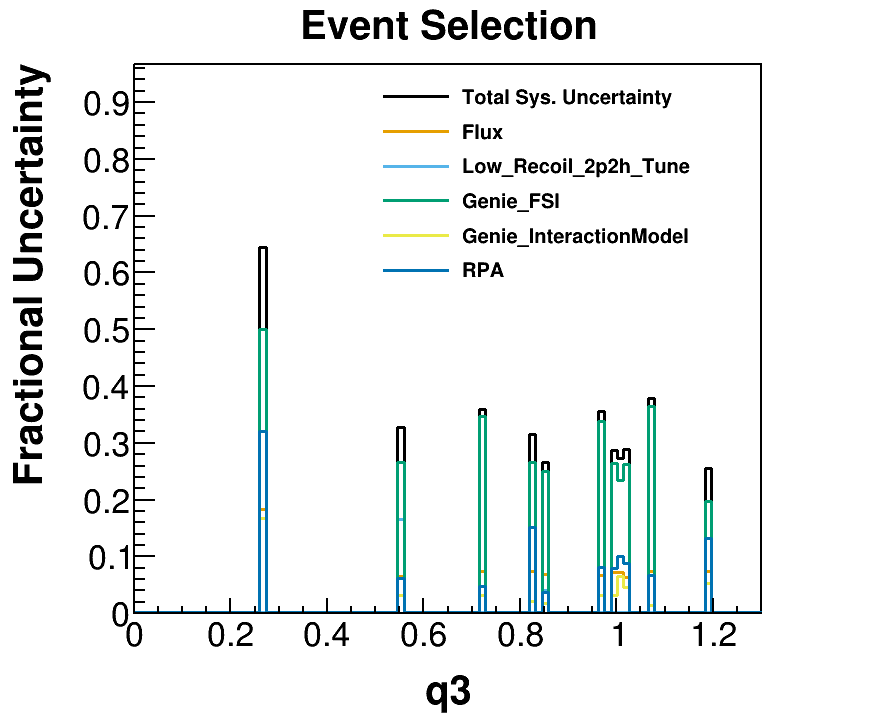 Event Selection
Fractional Uncertainty
0.9
0.8
0.7
0.6
0.5
0.4
0.3
0.2
0.1
0
Total Sys. Uncertainty
Flux
Low_Recoil_2p2h_Tune
Genie_FSI
Genie_InteractionModel
RPA
0 0.2 0.4 0.6 0.8 1 1.2
q3